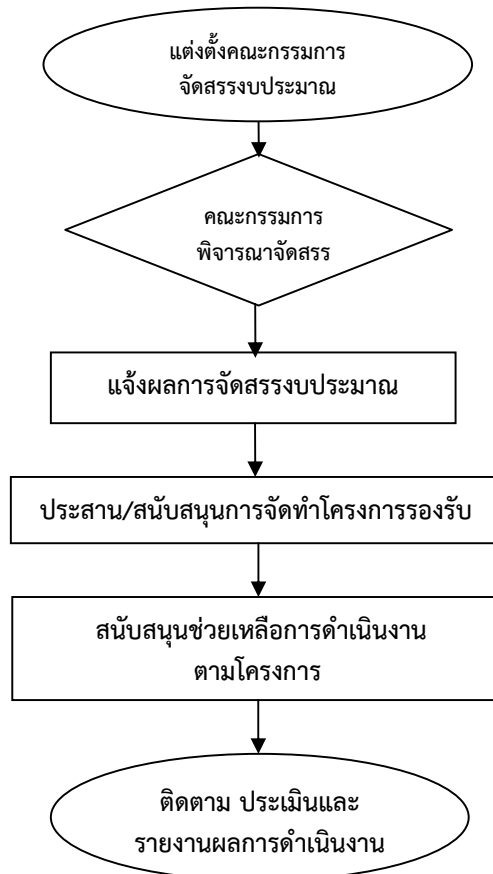 แต่งตั้งคณะกรรมการ
จัดสรรงบประมาณ
คณะกรรมการ
พิจารณาจัดสรร
แจ้งผลการจัดสรรงบประมาณ
ประสาน/สนับสนุนการจัดทำโครงการรองรับ
สนับสนุนช่วยเหลือการดำเนินงาน
ตามโครงการ
ติดตาม ประเมินและ
รายงานผลการดำเนินงาน